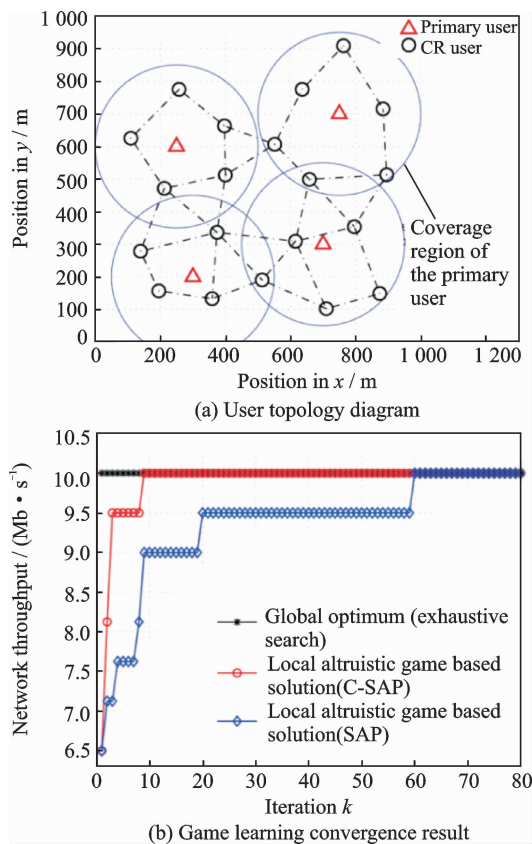 1 000
900
800
700
600
500
400
300
200
100
0
Position in y / m
Primary user
CR user
Coverage
region of
the primary
user
0 200 400 600 800 1 000 1 200
Position in x / m
(a) User topology diagram
10.5
10.0
9.5
9.0
8.5
8.0
7.5
7.0
6.5
Network throughput / (Mb • s⁻¹)
Global optimum (exhaustive
search)
Local altruistic game based
solution(C-SAP)
Local altruistic game based
solution(SAP)
0 10 20 30 40 50 60 70 80
Iteration k
(b) Game learning convergence result